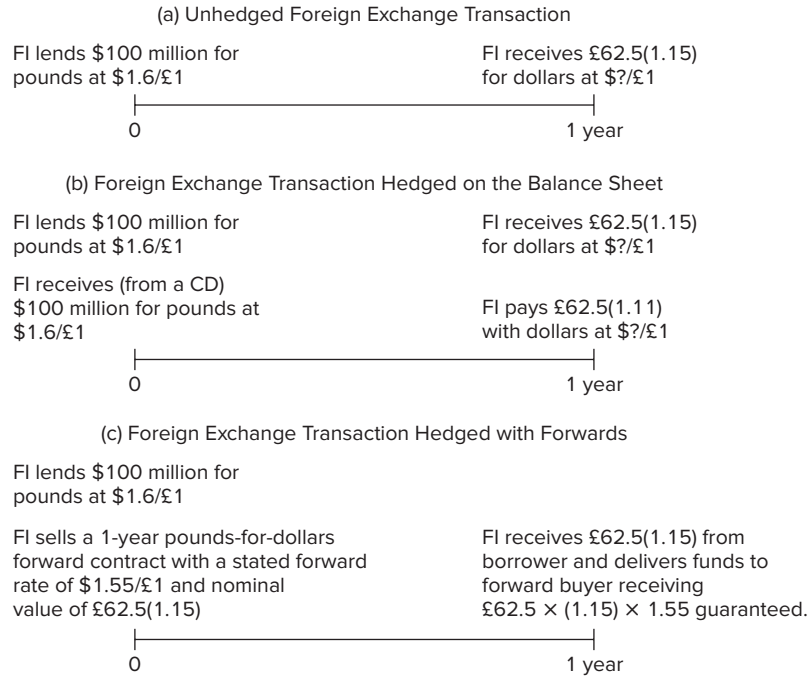 (a) Unhedged Foreign Exchange Transaction
FI lends $100 million for
pounds at $1.6/£1
FI receives £62.5(1.15)
for dollars at $?/£1
0
1 year
(b) Foreign Exchange Transaction Hedged on the Balance Sheet
FI lends $100 million for
pounds at $1.6/£1
FI receives £62.5(1.15)
for dollars at $?/£1
FI receives (from a CD)
$100 million for pounds at
$1.6/£1
FI pays £62.5(1.11)
with dollars at $?/£1
0
1 year
(c) Foreign Exchange Transaction Hedged with Forwards
FI lends $100 million for
pounds at $1.6/£1
FI sells a 1-year pounds-for-dollars
forward contract with a stated forward
rate of $1.55/£1 and nominal
value of £62.5(1.15)
FI receives £62.5(1.15) from
borrower and delivers funds to
forward buyer receiving
£62.5 × (1.15) × 1.55 guaranteed.
0
1 year